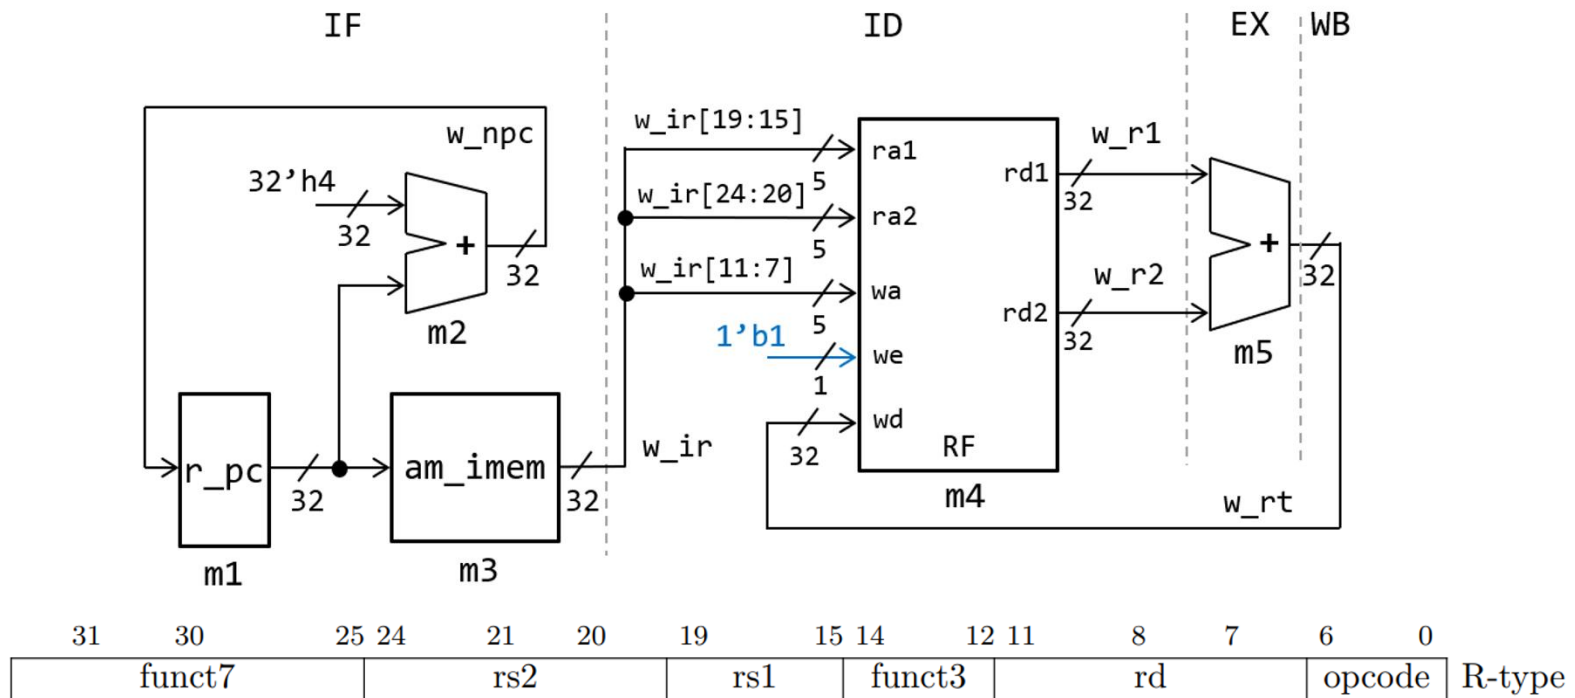 IF
ID
EX
WB
w_npc
32’h4
32
+
32
m2
r_pc
32
am_imem
32
m1
m3
w_ir
w_ir[19:15]
5
w_ir[24:20]
5
w_ir[11:7]
5
1’b1
1
32
ra1
ra2
wa
we
wd
rd1
rd2
RF
m4
w_r1
32
w_r2
32
+
m5
32
w_rt
31 30 25 24 21 20 19 15 14 12 11 8 7 6 0
funct7 rs2 rs1 funct3 rd opcode R-type